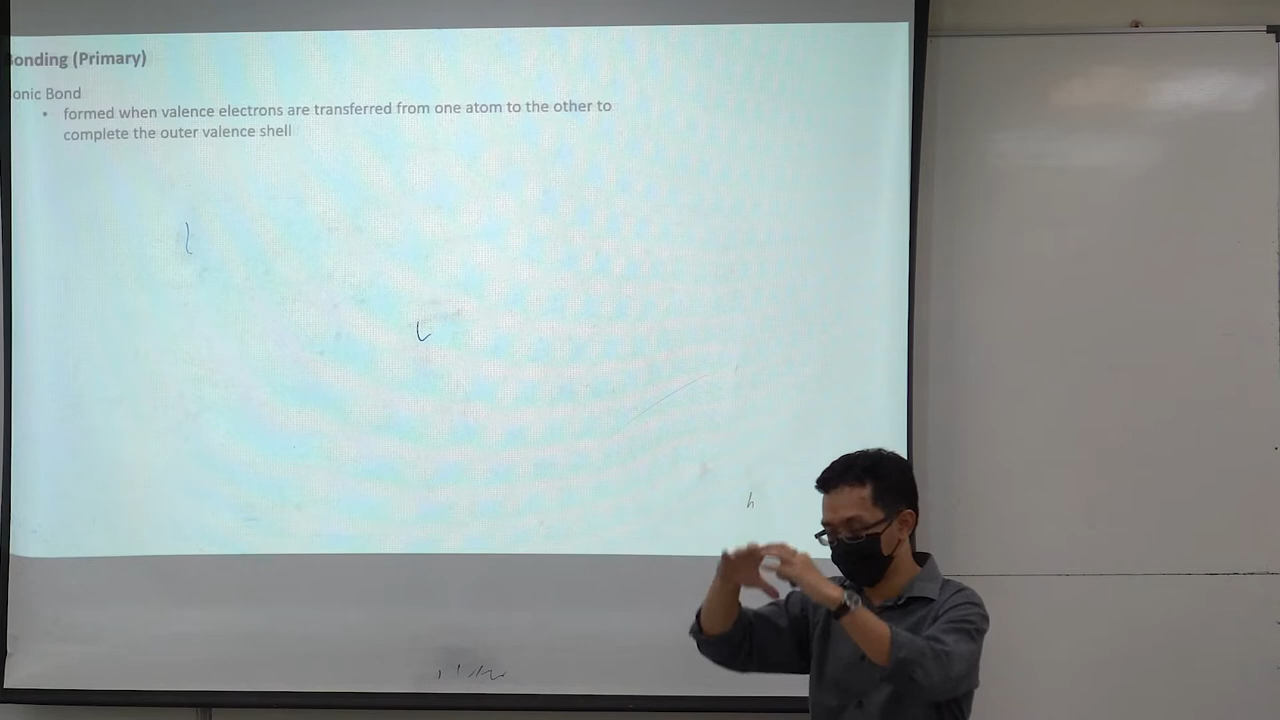 onding (Primary)
onic Bond
• formed when valence electrons are transferred from one atom to the other to
complete the outer valence shell